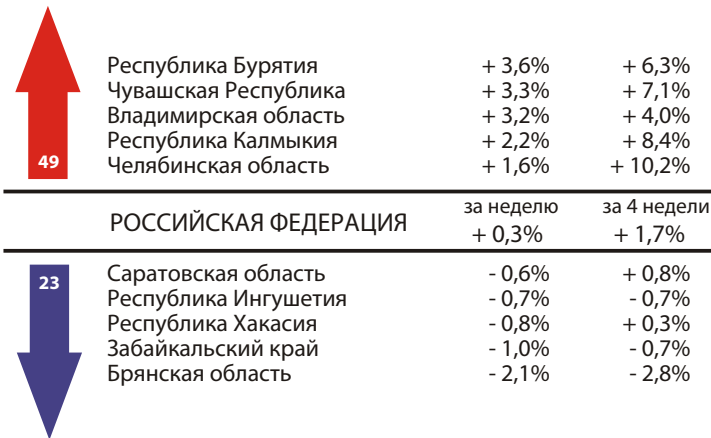 Республика Бурятия + 3,6% + 6,3%
Чувашская Республика + 3,3% + 7,1%
Владимирская область + 3,2% + 4,0%
Республика Калмыкия + 2,2% + 8,4%
49 Челябинская область + 1,6% + 10,2%
за неделю за 4 недели
РОССИЙСКАЯ ФЕДЕРАЦИЯ + 0,3% + 1,7%
23 Саратовская область - 0,6% + 0,8%
Республика Ингушетия - 0,7% - 0,7%
Республика Хакасия - 0,8% + 0,3%
Забайкальский край - 1,0% - 0,7%
Брянская область - 2,1% - 2,8%